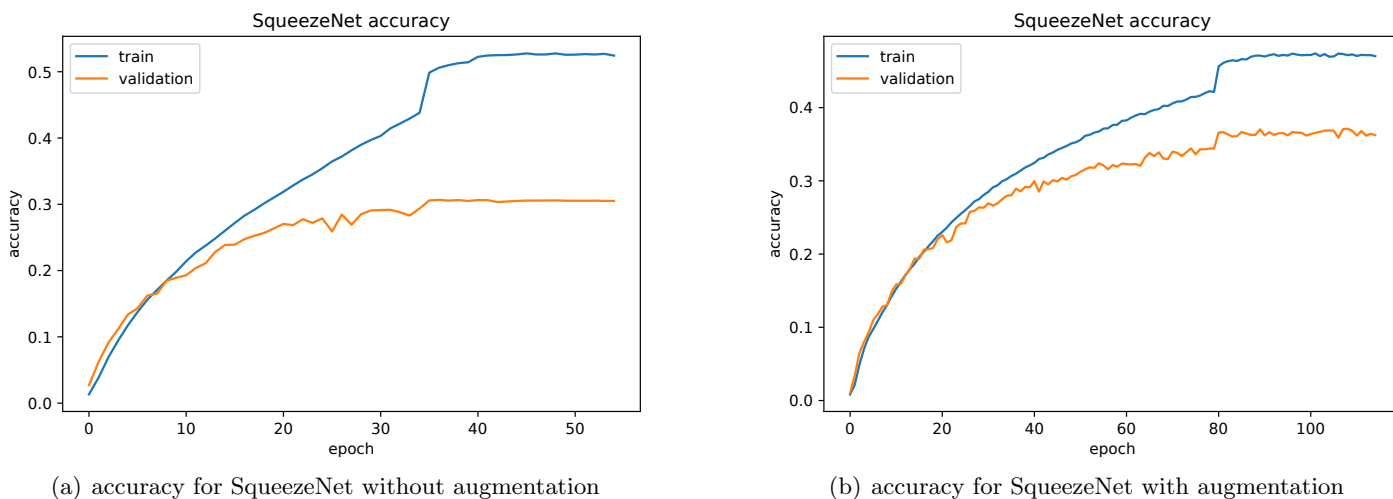 SqueezeNet accuracy
train
validation
0.5
0.4
0.3
0.2
0.1
0.0
accuracy
0 10 20 30 40 50
epoch
(a) accuracy for SqueezeNet without augmentation
SqueezeNet accuracy
train
validation
0.4
0.3
0.2
0.1
0.0
accuracy
0 20 40 60 80 100
epoch
(b) accuracy for SqueezeNet with augmentation